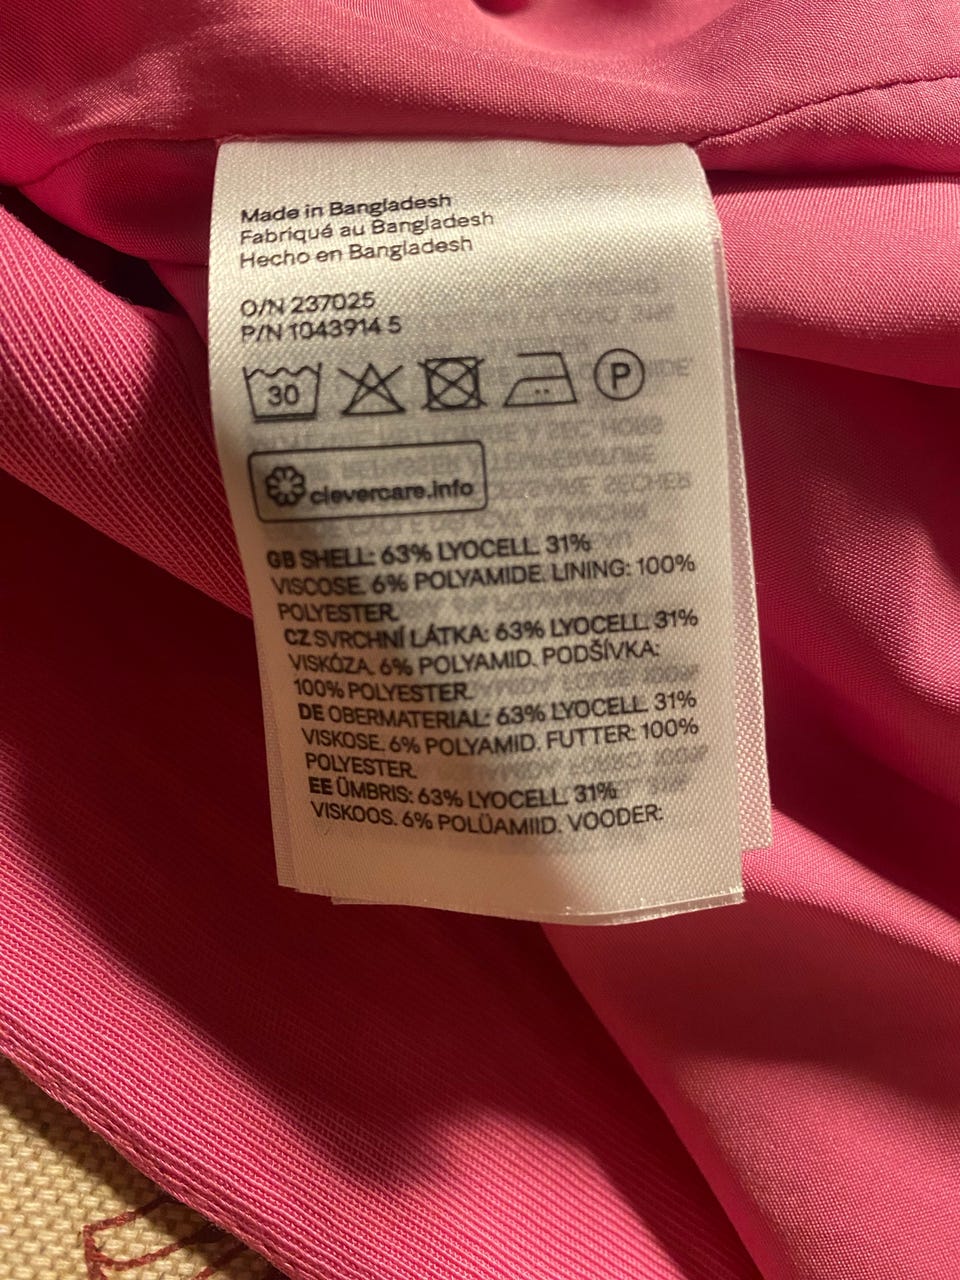 Made in Bangladesh
Fabriqué au Bangladesh
Hecho en Bangladesh
O/N 237025
P/N 1043914 5
30 P
clevercare.info
GB SHELL: 63% LYOCELL. 31%
VISCOSE. 6% POLYAMIDE. LINING: 100%
POLYESTER.
CZ SVRCHNÍ LÁTKA: 63% LYOCELL. 31%
VISKÓZA. 6% POLYAMID. PODŠÍVKA:
100% POLYESTER.
DE OBERMATERIAL: 63% LYOCELL. 31%
VISKOSE. 6% POLYAMID. FUTTER: 100%
POLYESTER.
EE ÜMBRIS: 63% LYOCELL. 31%
VISKOOS. 6% POLÜAMIID. VOODER: